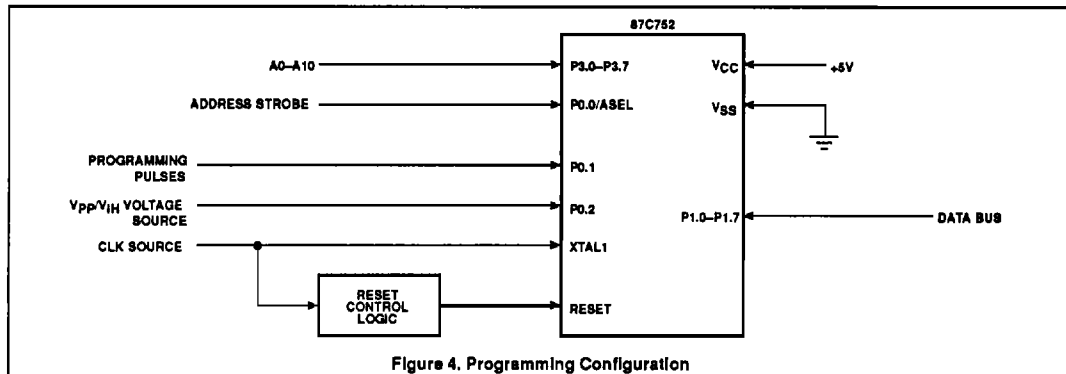 87C752
A0–A10
P3.0–P3.7
VCC
+5V
ADDRESS STROBE
P0.0/ASEL
VSS
PROGRAMMING
PULSES
P0.1
VPP/VIH VOLTAGE
SOURCE
P0.2
P1.0–P1.7
DATA BUS
CLK SOURCE
XTAL1
RESET
CONTROL
LOGIC
RESET
Figure 4. Programming Configuration